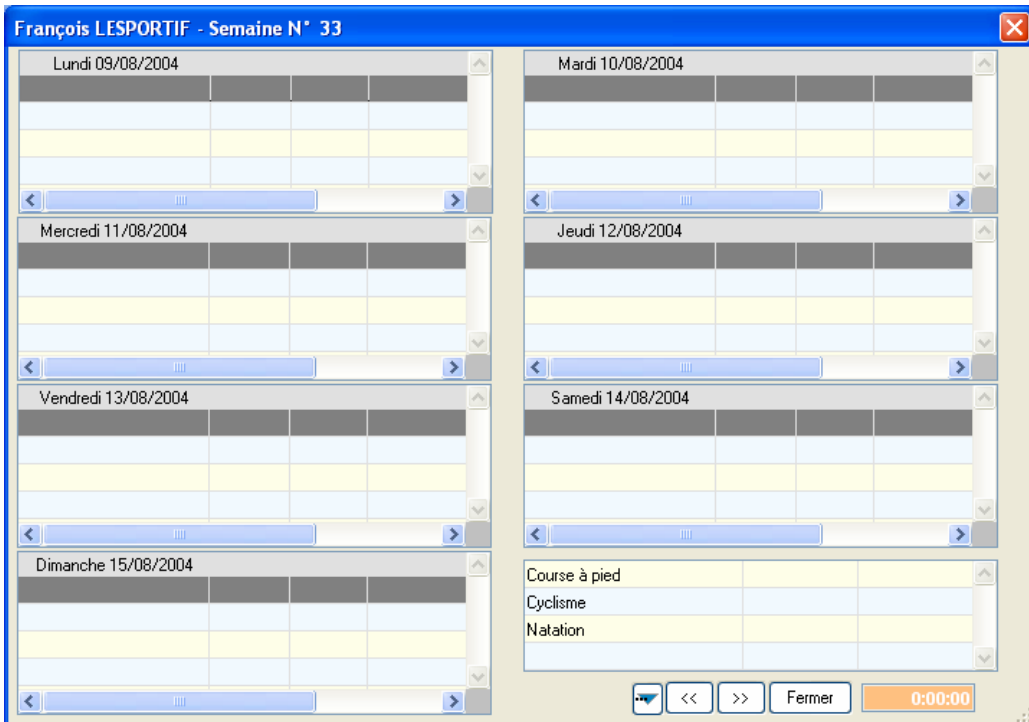 François LESPORTIF - Semaine N° 33
Lundi 09/08/2004
Mardi 10/08/2004
Mercredi 11/08/2004
Jeudi 12/08/2004
Vendredi 13/08/2004
Samedi 14/08/2004
Dimanche 15/08/2004
Course à pied
Cyclisme
Natation
<< >> Fermer 0:00:00